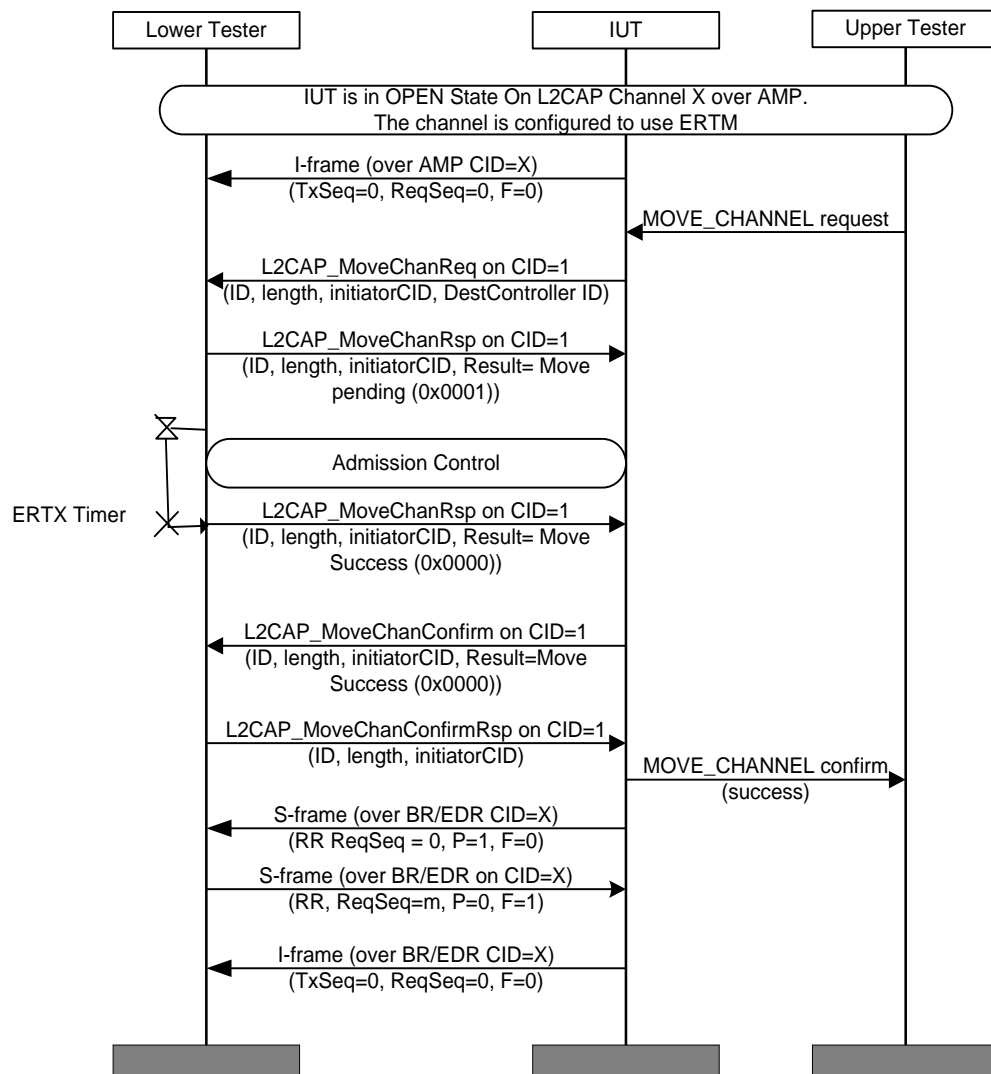 Lower Tester
IUT
Upper Tester
IUT is in OPEN State On L2CAP Channel X over AMP.
The channel is configured to use ERTM
I-frame (over AMP CID=X)
(TxSeq=0, ReqSeq=0, F=0)
MOVE_CHANNEL request
L2CAP_MoveChanReq on CID=1
(ID, length, initiatorCID, DestController ID)
L2CAP_MoveChanRsp on CID=1
(ID, length, initiatorCID, Result= Move
pending (0x0001))
Admission Control
ERTX Timer
L2CAP_MoveChanRsp on CID=1
(ID, length, initiatorCID, Result= Move
Success (0x0000))
L2CAP_MoveChanConfirm on CID=1
(ID, length, initiatorCID, Result=Move
Success (0x0000))
L2CAP_MoveChanConfirmRsp on CID=1
(ID, length, initiatorCID)
MOVE_CHANNEL confirm
(success)
S-frame (over BR/EDR CID=X)
(RR ReqSeq = 0, P=1, F=0)
S-frame (over BR/EDR on CID=X)
(RR, ReqSeq=m, P=0, F=1)
I-frame (over BR/EDR CID=X)
(TxSeq=0, ReqSeq=0, F=0)